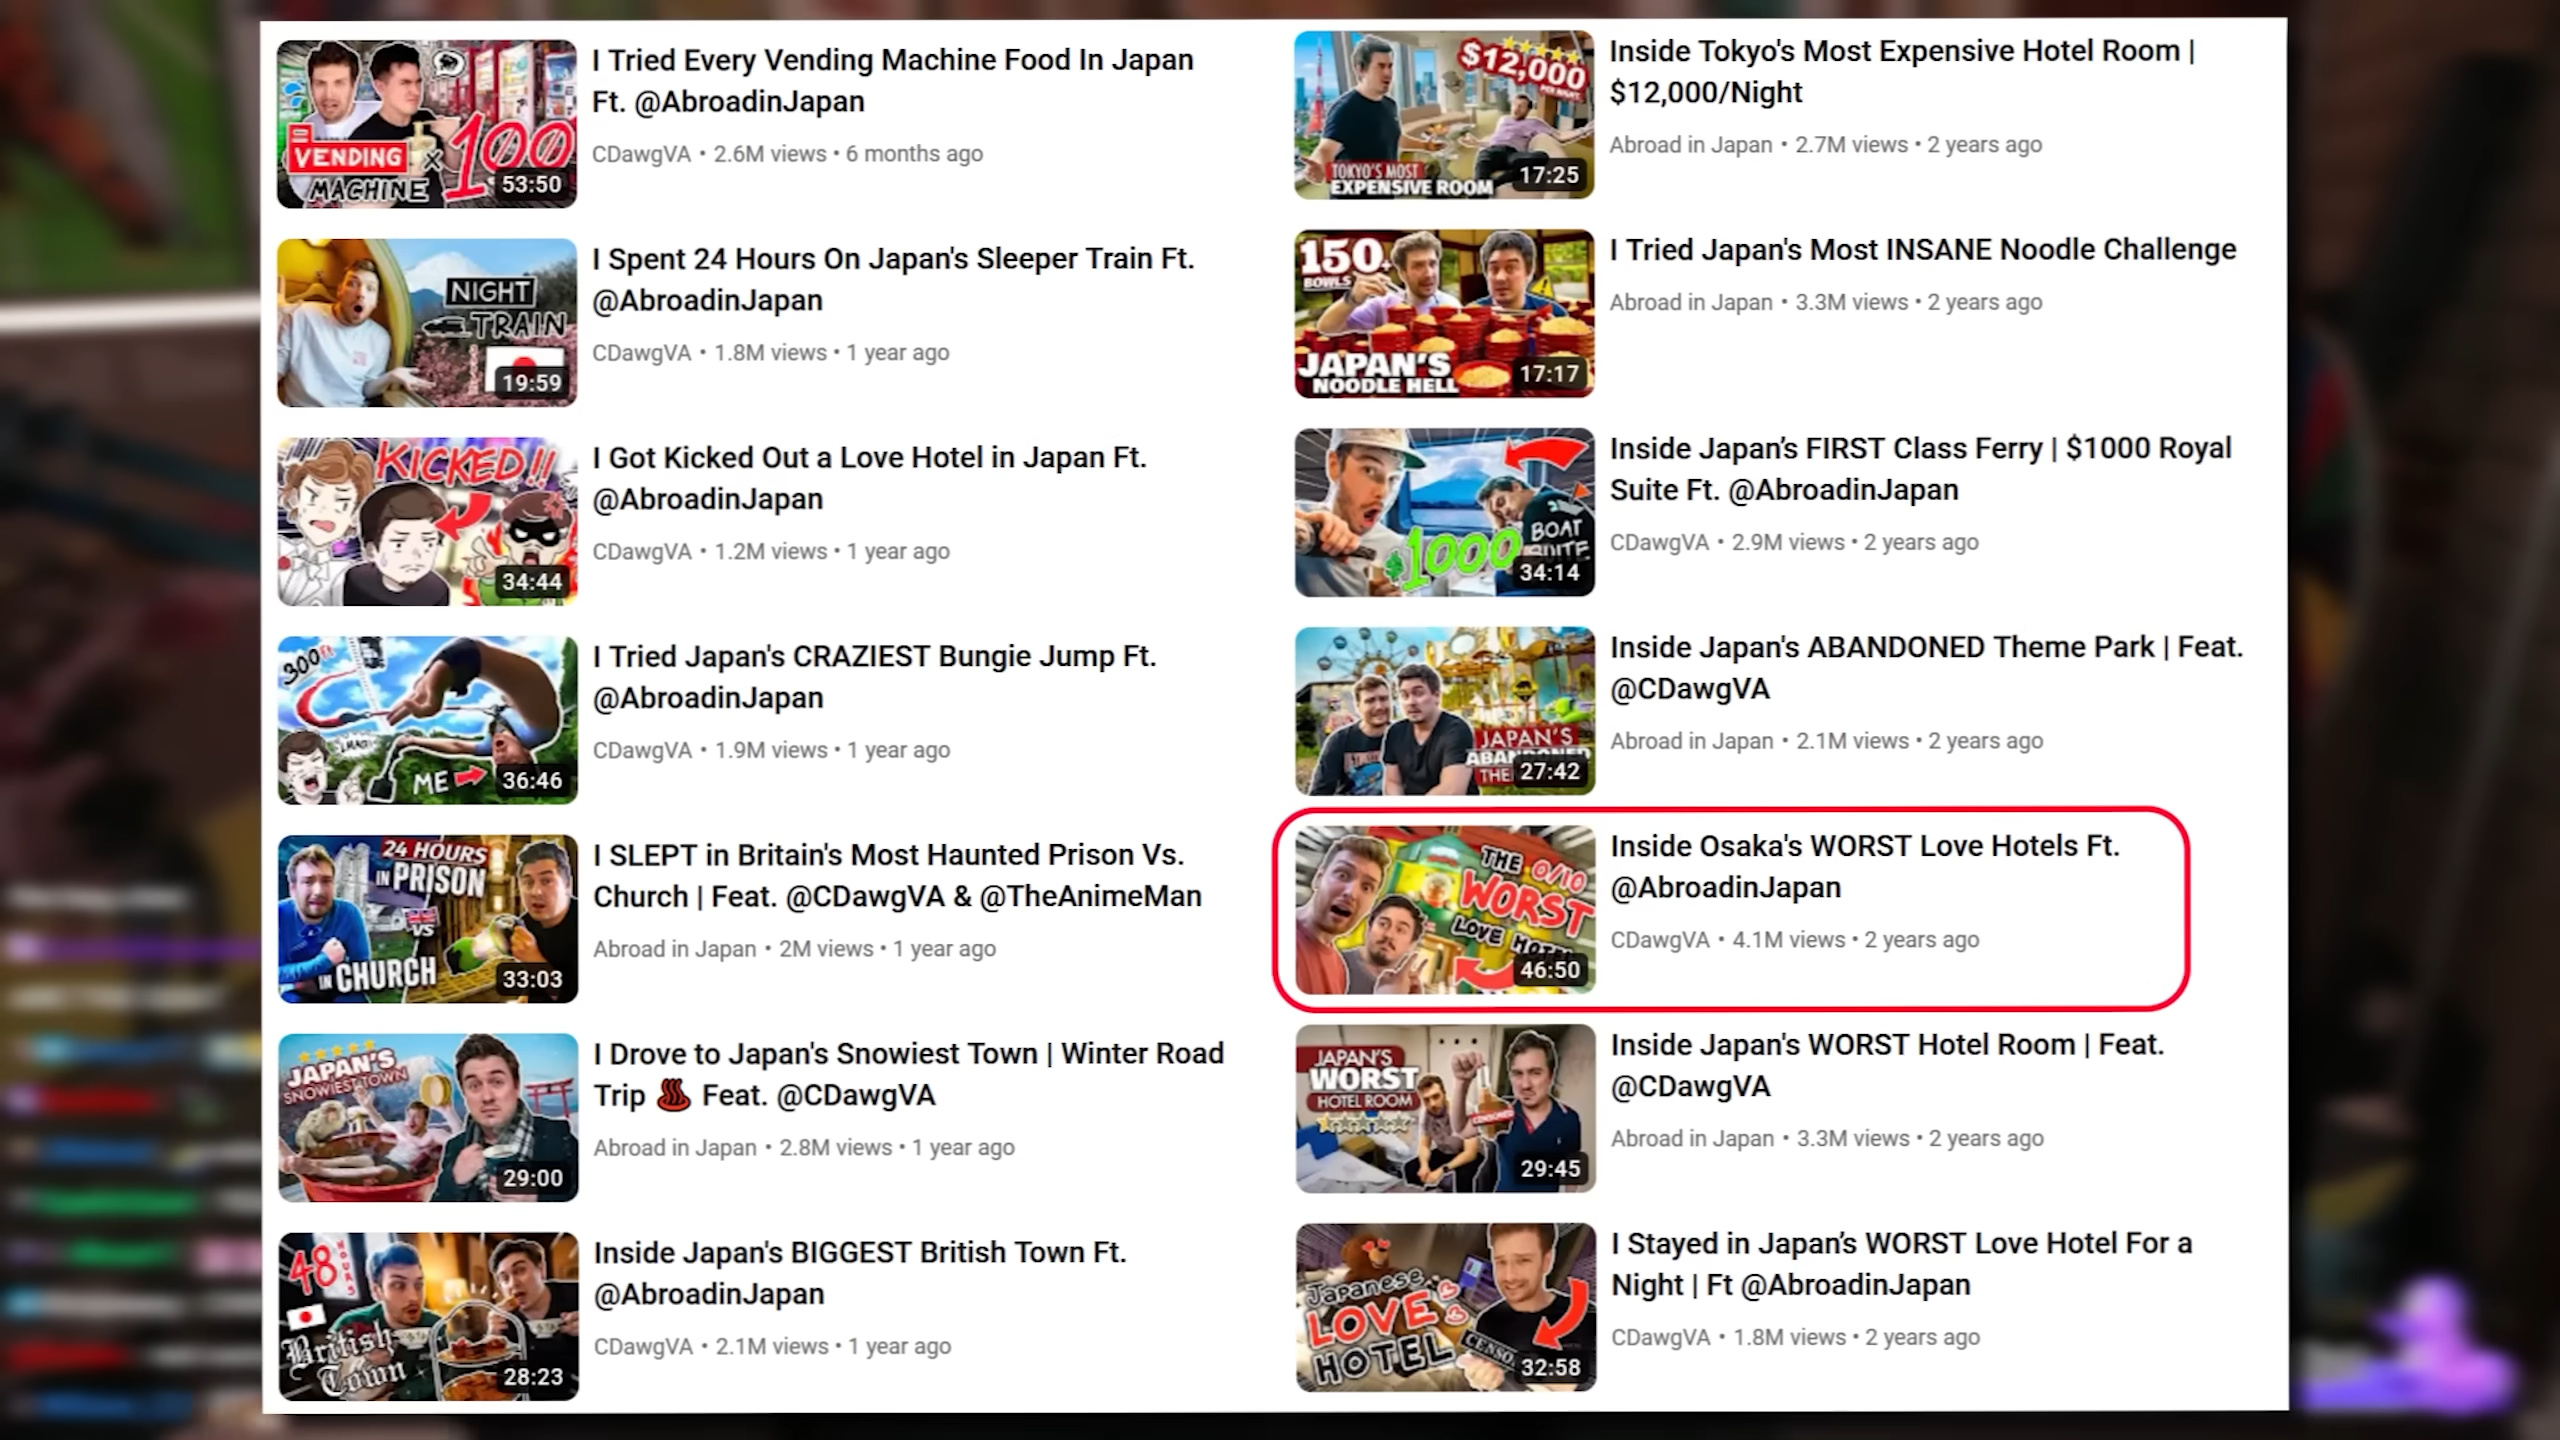 VENDING
MACHINE
×100
53:50
I Tried Every Vending Machine Food In Japan
Ft. @AbroadinJapan
CDawgVA • 2.6M views • 6 months ago
NIGHT
TRAIN
19:59
I Spent 24 Hours On Japan's Sleeper Train Ft.
@AbroadinJapan
CDawgVA • 1.8M views • 1 year ago
KICKED!!
34:44
I Got Kicked Out a Love Hotel in Japan Ft.
@AbroadinJapan
CDawgVA • 1.2M views • 1 year ago
300ft
LMAO
ME
36:46
I Tried Japan's CRAZIEST Bungie Jump Ft.
@AbroadinJapan
CDawgVA • 1.9M views • 1 year ago
24 HOURS
IN PRISON
VS
IN CHURCH
33:03
I SLEPT in Britain's Most Haunted Prison Vs.
Church | Feat. @CDawgVA & @TheAnimeMan
Abroad in Japan • 2M views • 1 year ago
JAPAN'S
SNOWIEST TOWN
29:00
I Drove to Japan's Snowiest Town | Winter Road
Trip ♨ Feat. @CDawgVA
Abroad in Japan • 2.8M views • 1 year ago
48
HOURS
British
Town
28:23
Inside Japan's BIGGEST British Town Ft.
@AbroadinJapan
CDawgVA • 2.1M views • 1 year ago
$12,000
PER NIGHT
TOKYO'S MOST
EXPENSIVE ROOM
17:25
Inside Tokyo's Most Expensive Hotel Room |
$12,000/Night
Abroad in Japan • 2.7M views • 2 years ago
150+
BOWLS
JAPAN'S
NOODLE HELL
17:17
I Tried Japan's Most INSANE Noodle Challenge
Abroad in Japan • 3.3M views • 2 years ago
$1000
BOAT
SUITE
34:14
Inside Japan’s FIRST Class Ferry | $1000 Royal
Suite Ft. @AbroadinJapan
CDawgVA • 2.9M views • 2 years ago
JAPAN'S
ABANDONED
THE
27:42
Inside Japan's ABANDONED Theme Park | Feat.
@CDawgVA
Abroad in Japan • 2.1M views • 2 years ago
THE 0/10
WORST
LOVE HOTEL
46:50
Inside Osaka's WORST Love Hotels Ft.
@AbroadinJapan
CDawgVA • 4.1M views • 2 years ago
JAPAN'S
WORST
HOTEL ROOM
CENSORED
29:45
Inside Japan's WORST Hotel Room | Feat.
@CDawgVA
Abroad in Japan • 3.3M views • 2 years ago
Japanese
LOVE
HOTEL
CENSO
32:58
I Stayed in Japan’s WORST Love Hotel For a
Night | Ft @AbroadinJapan
CDawgVA • 1.8M views • 2 years ago